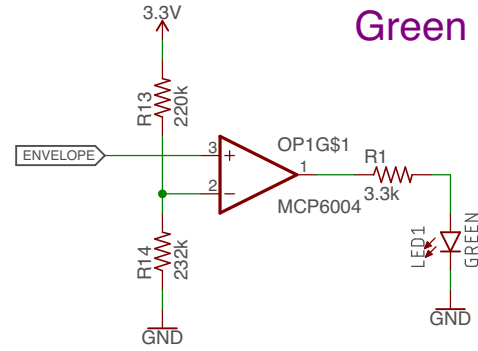 Green
3.3V
R13
220k
ENVELOPE
3
+
2
−
1
OP1G$1
MCP6004
R1
3.3k
R14
232k
LED1
GREEN
GND
GND